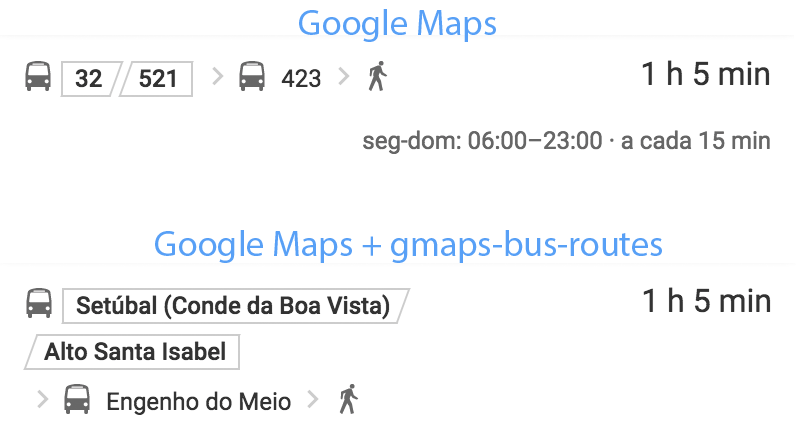 Google Maps
32 521 423 1 h 5 min
seg-dom: 06:00–23:00 · a cada 15 min
Google Maps + gmaps-bus-routes
Setúbal (Conde da Boa Vista) 1 h 5 min
Alto Santa Isabel
Engenho do Meio